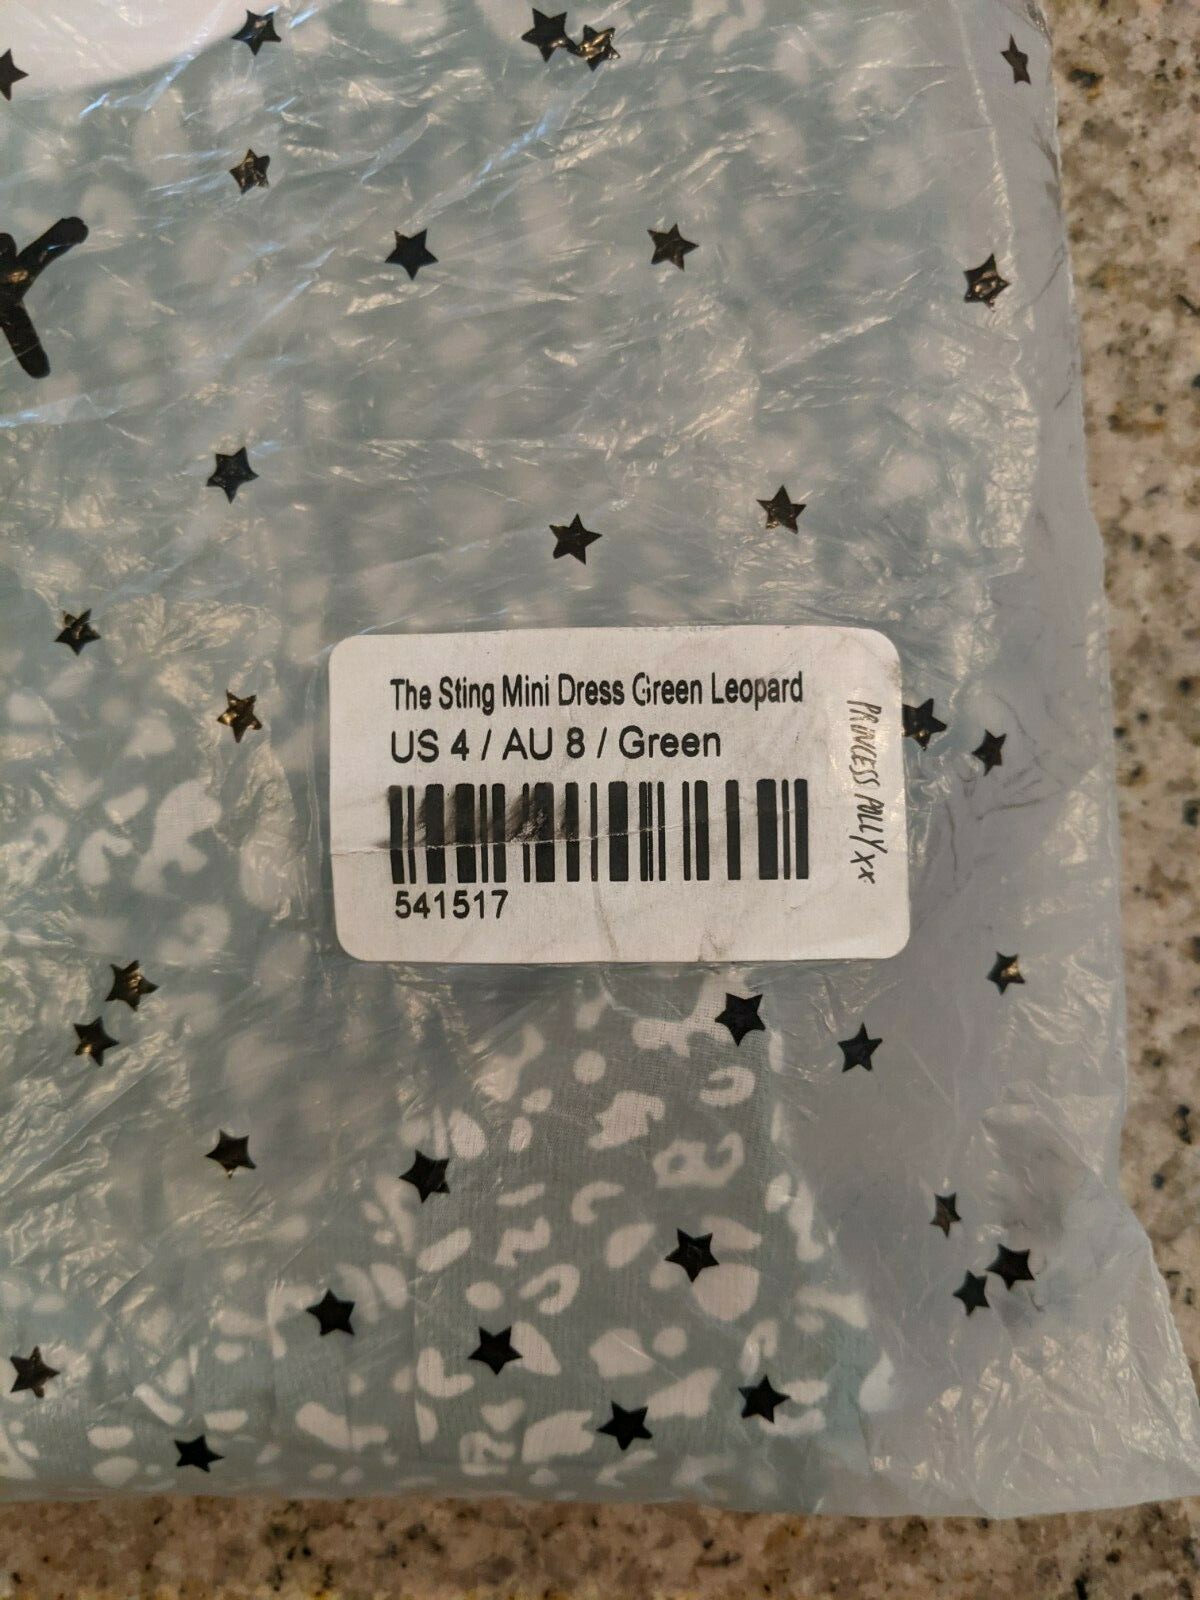 The Sting Mini Dress Green Leopard
US 4 / AU 8 / Green
541517
PRINCESS POLLY xx